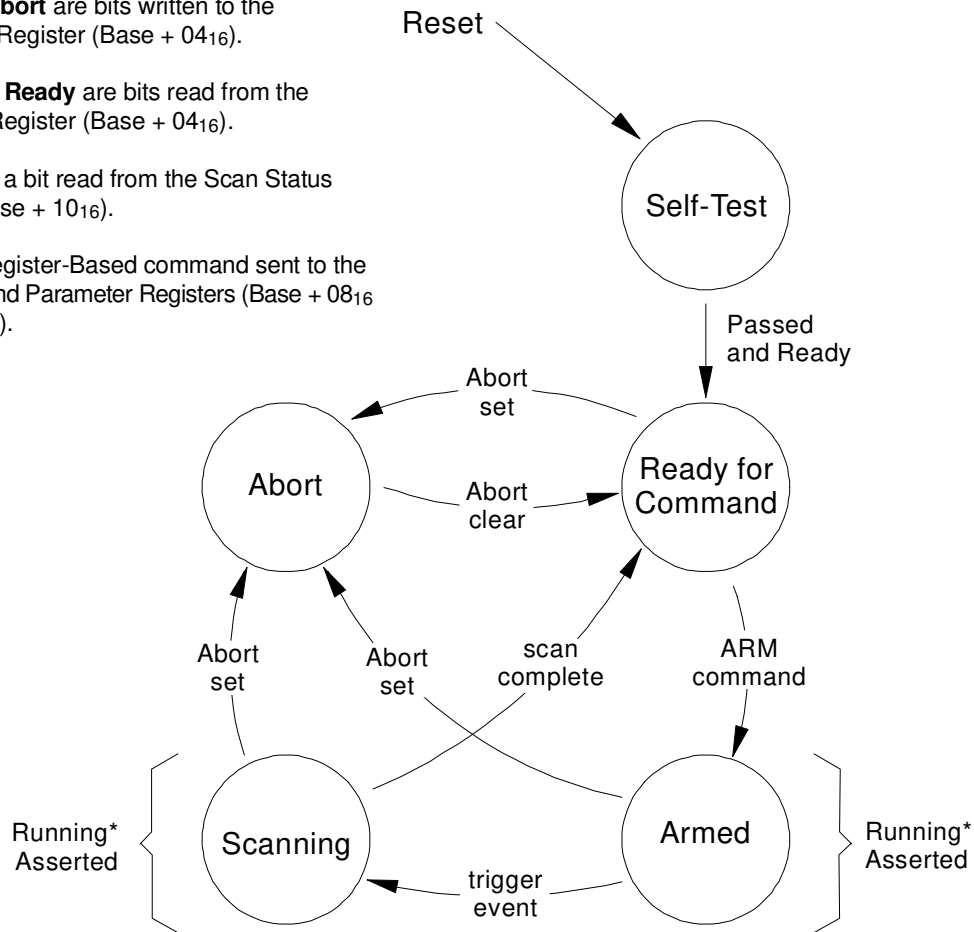 bort are bits written to the
Register (Base + 04₁₆).
Ready are bits read from the
Register (Base + 04₁₆).
a bit read from the Scan Status
se + 10₁₆).
egister-Based command sent to the
nd Parameter Registers (Base + 08₁₆
).
Reset
Self-Test
Passed
and Ready
Abort
set
Abort
Ready for
Command
Abort
clear
Abort
set
Abort
set
scan
complete
ARM
command
Running*
Asserted
Scanning
Armed
Running*
Asserted
trigger
event